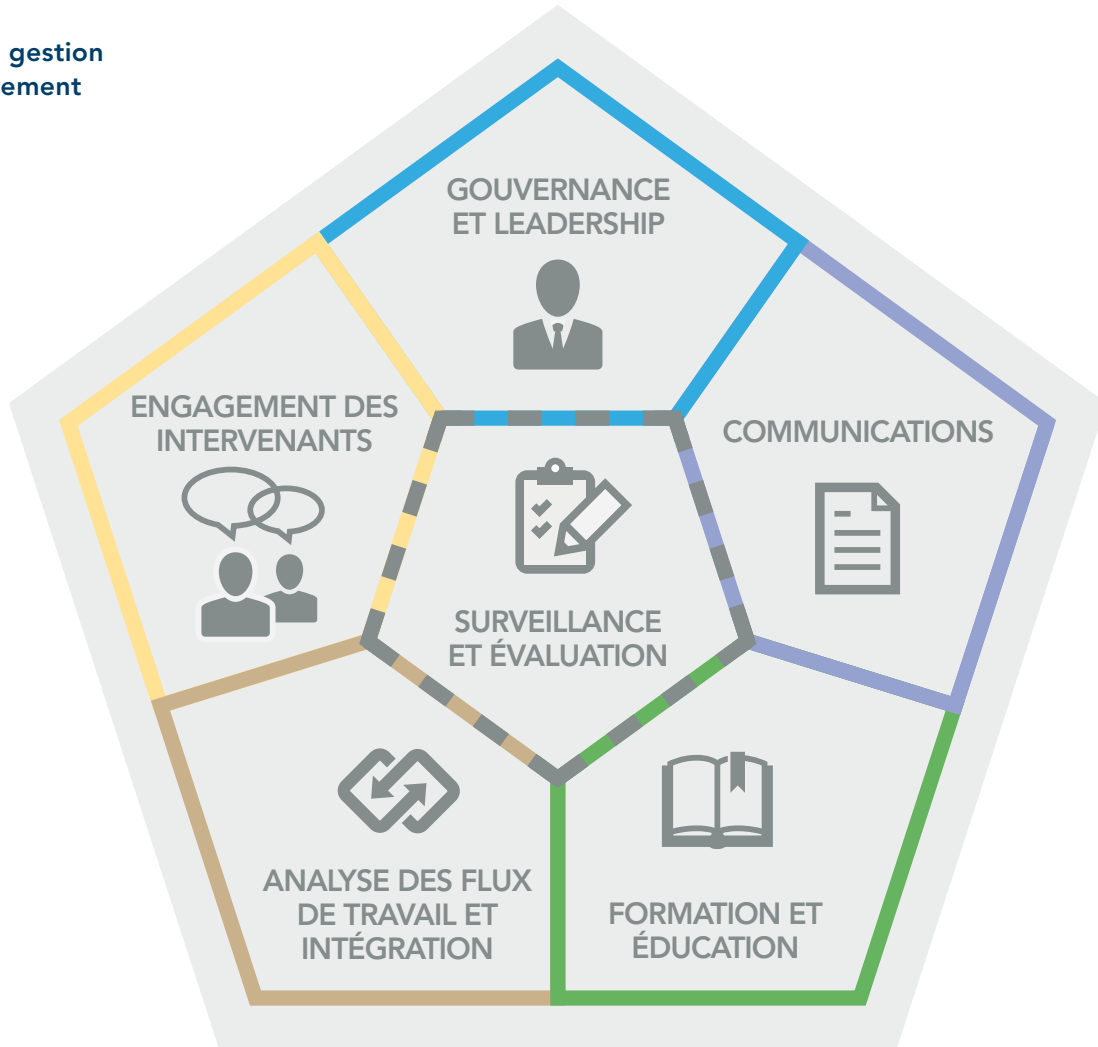 gestion
ement
GOUVERNANCE
ET LEADERSHIP
ENGAGEMENT DES
INTERVENANTS
COMMUNICATIONS
SURVEILLANCE
ET ÉVALUATION
ANALYSE DES FLUX
DE TRAVAIL ET
INTÉGRATION
FORMATION ET
ÉDUCATION